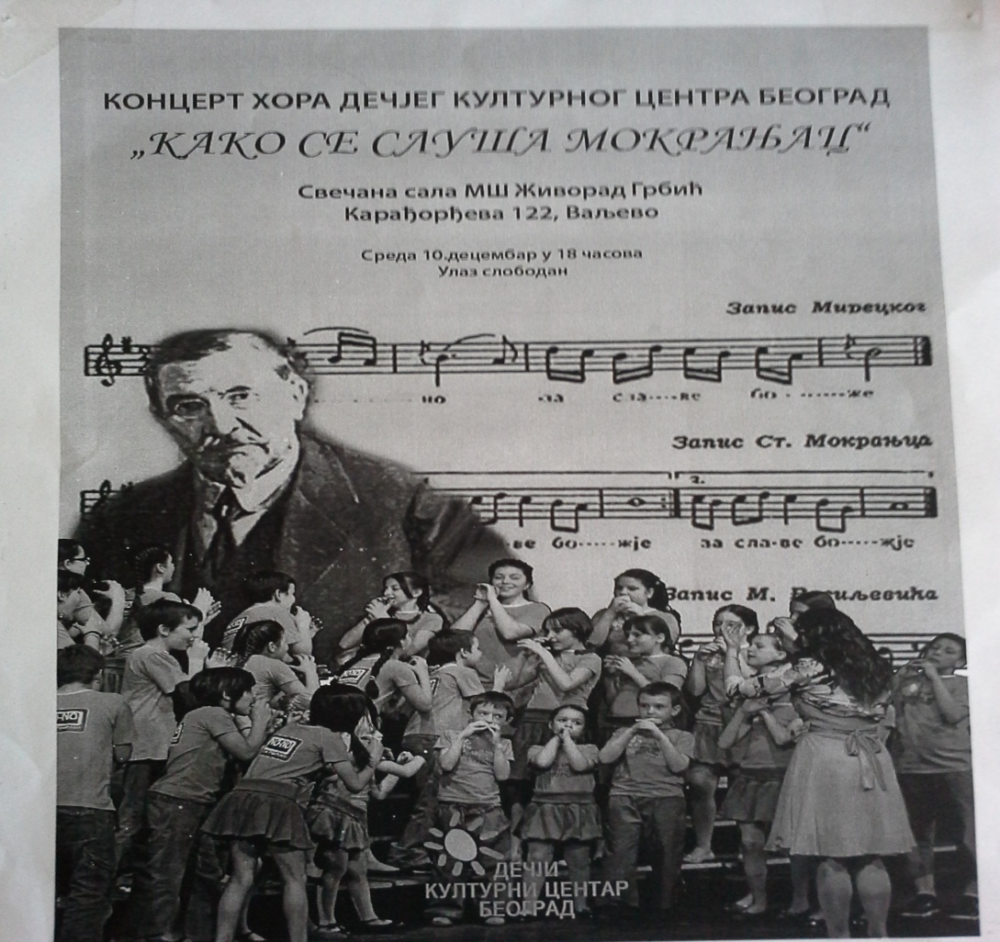 КОНЦЕРТ ХОРА ДЕЧЈЕГ КУЛТУРНОГ ЦЕНТРА БЕОГРАД
„КАКО СЕ СЛУША МОКРАЊАЦ“
Свечана сала МШ Живорад Грбић
Карађорђева 122, Ваљево
Среда 10.децембар у 18 часова
Улаз слободан
Запис Мирецког
но за сла----ве бо - ------же
Запис Ст. Мокрањца
2.
ве бо-----жје за сла-ве бо-----жје
Запис М.
ДЕЧЈИ
КУЛТУРНИ ЦЕНТАР
БЕОГРАД